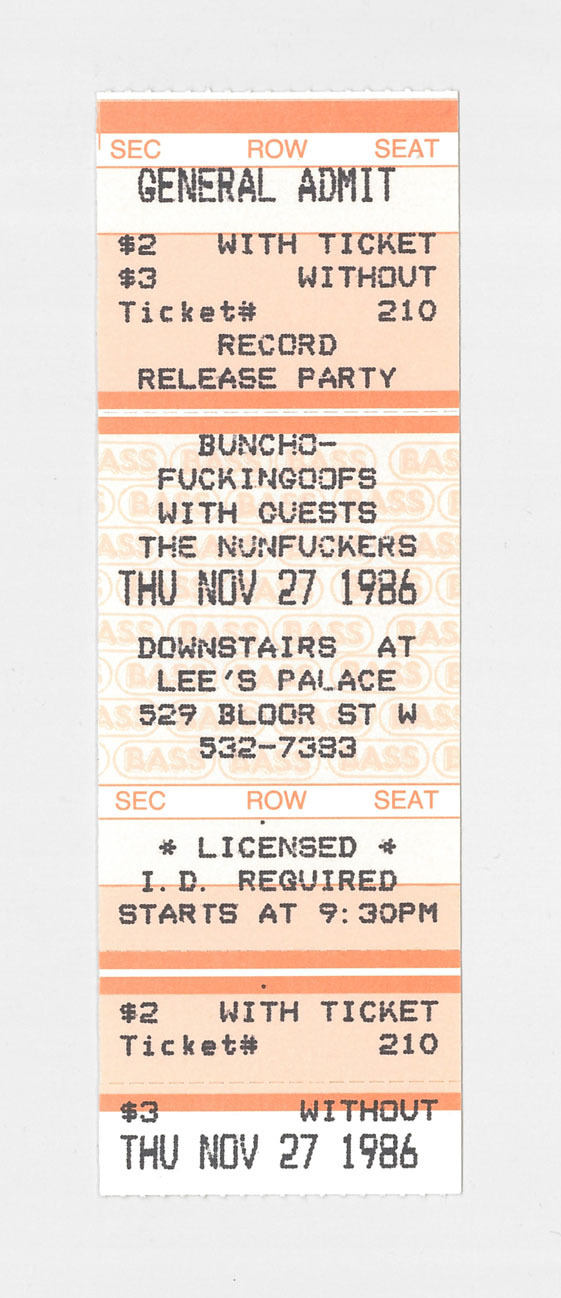 SEC ROW SEAT
GENERAL ADMIT
$2 WITH TICKET
$3 WITHOUT
Ticket# 210
RECORD
RELEASE PARTY
BUNCHO-
FUCKINGOOFS
WITH GUESTS
THE NUNFUCKERS
THU NOV 27 1986
DOWNSTAIRS AT
LEE'S PALACE
529 BLOOR ST W
532-7383
BASS
SEC ROW SEAT
* LICENSED *
I.D. REQUIRED
STARTS AT 9:30PM
$2 WITH TICKET
Ticket# 210
$3 WITHOUT
THU NOV 27 1986